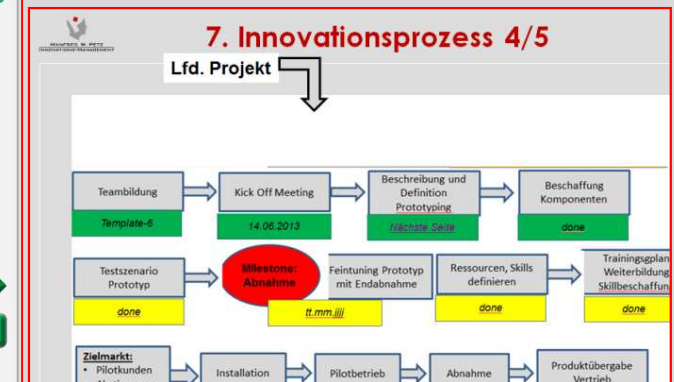 MANFRED W. PETZ
INNOVATIONS-MANAGEMENT
7. Innovationsprozess 4/5
Lfd. Projekt
Teambildung
Template-6
Kick Off Meeting
14.06.2013
Beschreibung und
Definition
Prototyping
Nächste Seite
Beschaffung
Komponenten
done
Testszenario
Prototyp
done
Milestone:
Abnahme
tt.mm.jjjj
Feintuning Prototyp
mit Endabnahme
Ressourcen, Skills
definieren
done
Trainingsplan
Weiterbildung
Skillbeschaffun
done
Zielmarkt:
• Pilotkunden
Installation
Pilotbetrieb
Abnahme
Produktübergabe
Vertrieb